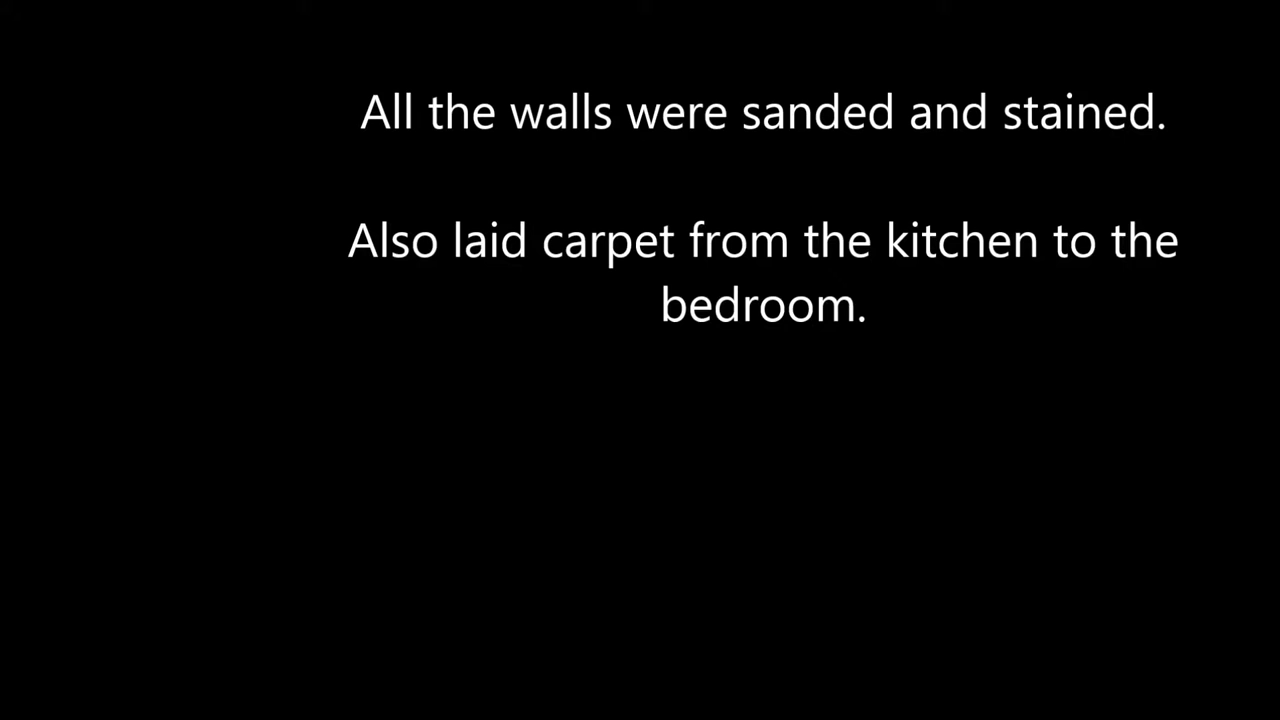 All the walls were sanded and stained.
Also laid carpet from the kitchen to the
bedroom.